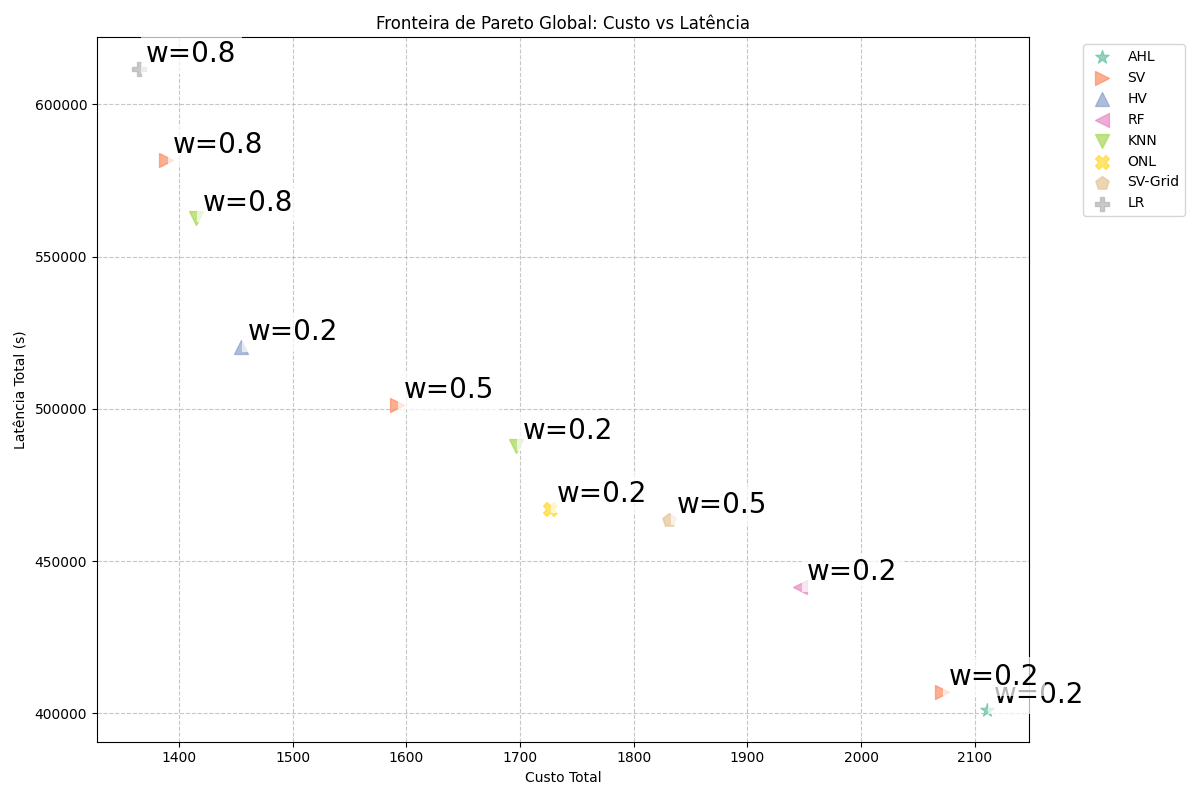 Fronteira de Pareto Global: Custo vs Latência
w=0.8
w=0.8
w=0.8
w=0.2
w=0.5
w=0.2
w=0.2
w=0.5
w=0.2
w=0.2
w=0.2
600000
550000
500000
450000
400000
Latência Total (s)
1400
1500
1600
1700
1800
1900
2000
2100
Custo Total
AHL
SV
HV
RF
KNN
ONL
SV-Grid
LR